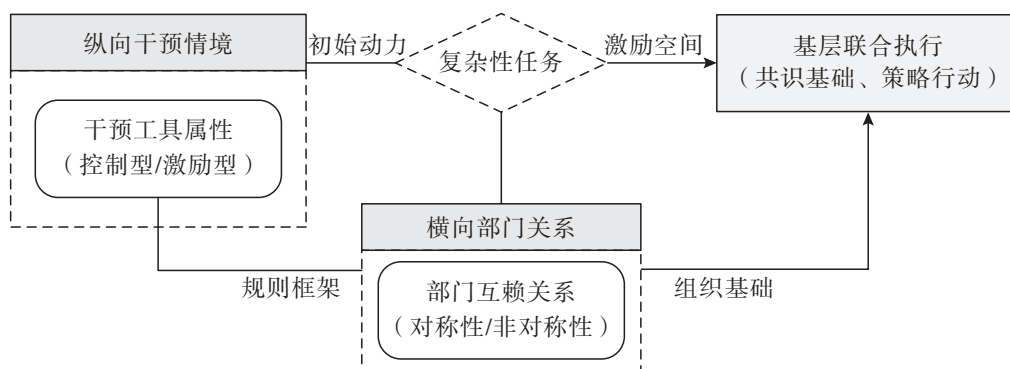 纵向干预情境
初始动力
复杂性任务
激励空间
基层联合执行
（共识基础、策略行动）
干预工具属性
（控制型/激励型）
横向部门关系
规则框架
部门互赖关系
（对称性/非对称性）
组织基础